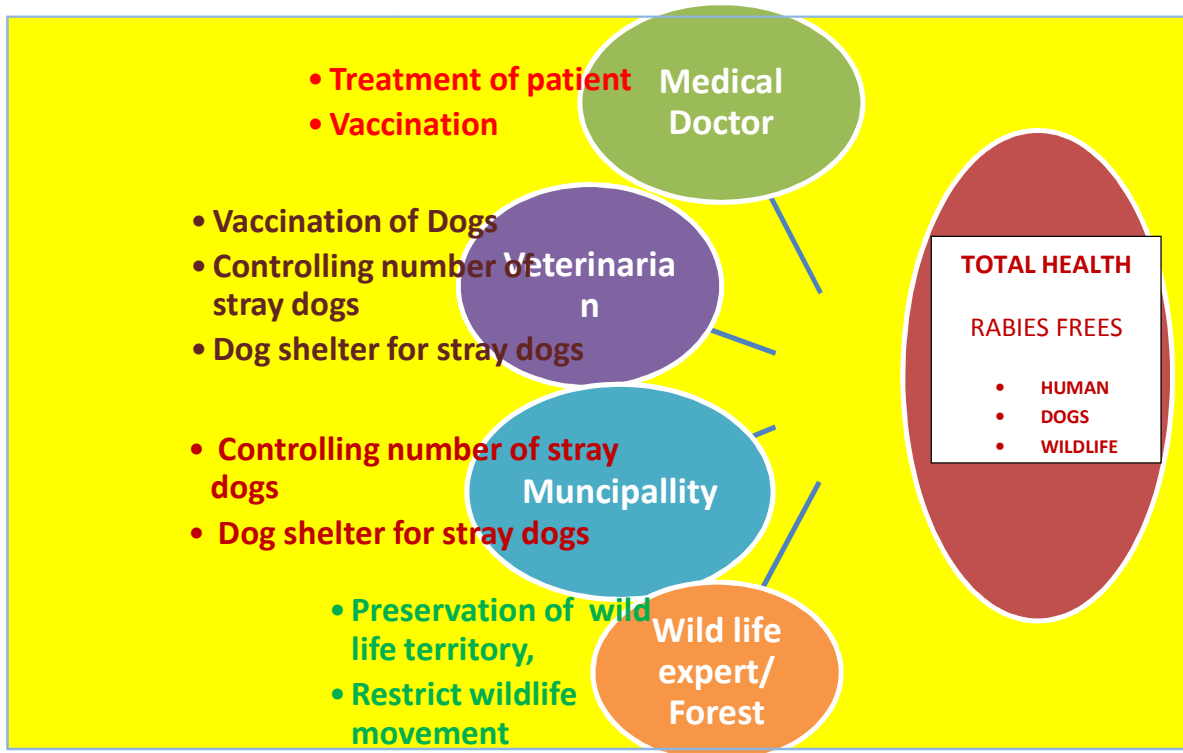 • Treatment of patient
• Vaccination
Medical
Doctor
• Vaccination of Dogs
• Controlling number of
stray dogs
• Dog shelter for stray dogs
Veterinaria
n
• Controlling number of stray
dogs
• Dog shelter for stray dogs
Muncipallity
• Preservation of wild
life territory,
• Restrict wildlife
movement
Wild life
expert/
Forest
TOTAL HEALTH
RABIES FREES
• HUMAN
• DOGS
• WILDLIFE